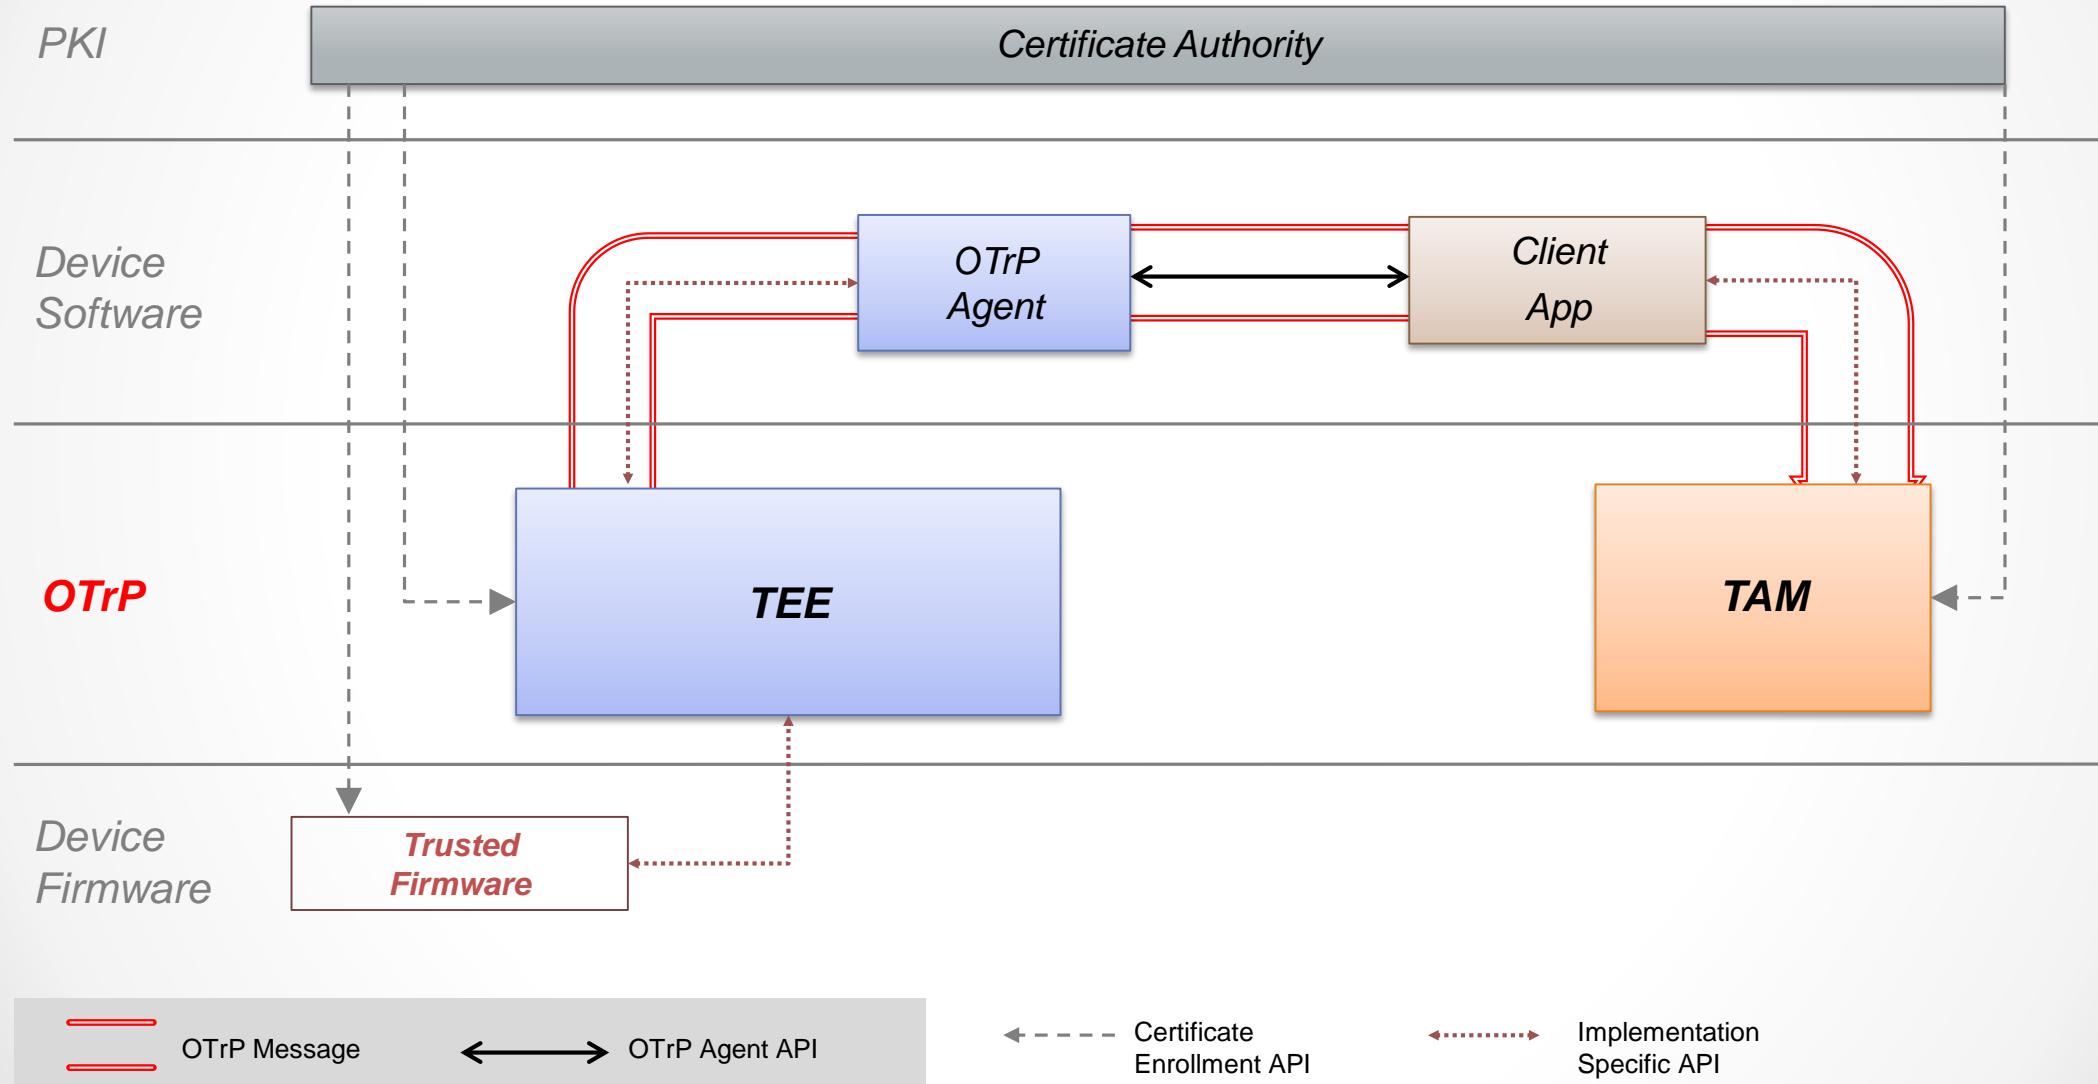 PKI
Certificate Authority
Device
Software
OTrP
Agent
Client
App
OTrP
TEE
TAM
Device
Firmware
Trusted
Firmware
OTrP Message
OTrP Agent API
Certificate
Enrollment API
Implementation
Specific API